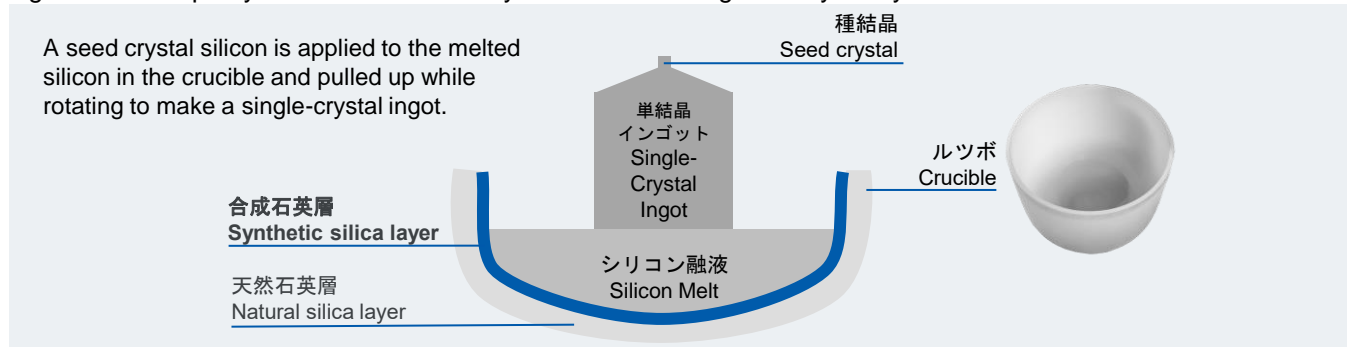 A seed crystal silicon is applied to the melted
silicon in the crucible and pulled up while
rotating to make a single-crystal ingot.
種結晶
Seed crystal
単結晶
インゴット
Single-
Crystal
Ingot
ルツボ
Crucible
合成石英層
Synthetic silica layer
シリコン融液
Silicon Melt
天然石英層
Natural silica layer